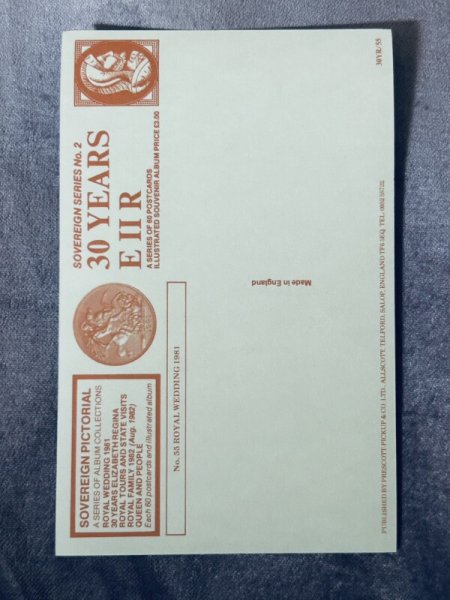 SOVEREIGN PICTORIAL
A SERIES OF ALBUM COLLECTIONS
ROYAL WEDDING 1981
30 YEARS ELIZABETH REGINA
ROYAL TOURS AND STATE VISITS
ROYAL FAMILY 1982 (Aug. 1982)
QUEEN AND PEOPLE
Each 60 postcards and illustrated album
SOVEREIGN SERIES No. 2
30 YEARS
E II R
A SERIES OF 60 POSTCARDS
ILLUSTRATED SOUVENIR ALBUM PRICE £3.00
No. 55 ROYAL WEDDING 1981
Made in England
PUBLISHED BY PRESCOTT-PICKUP & CO LTD., ALLSCOTT, TELFORD, SALOP, ENGLAND TF6 5EQ. TEL:
30YR/55